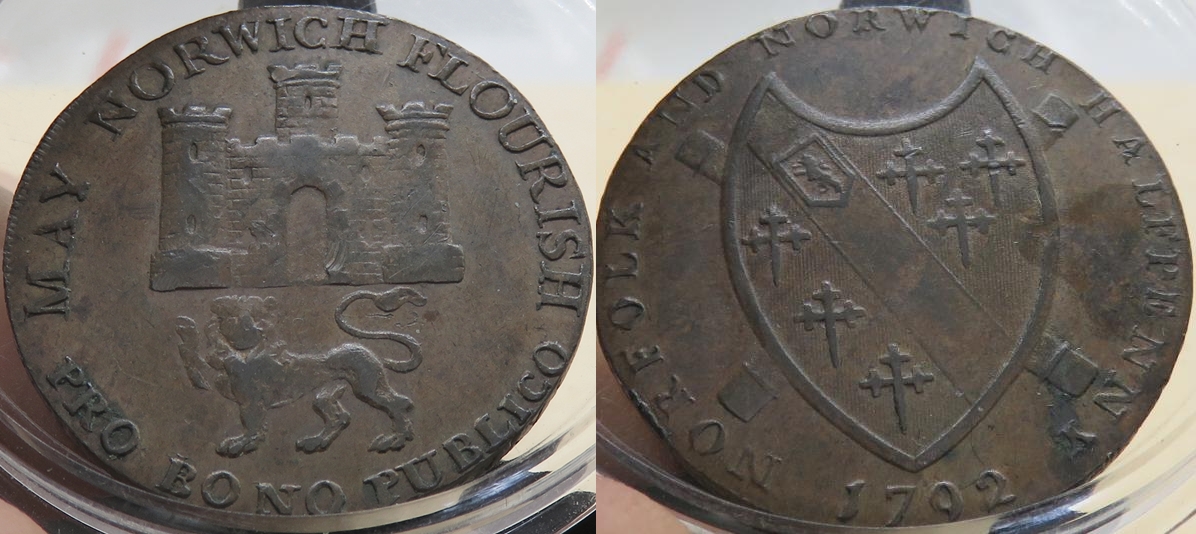 MAY NORWICH FLOURISH
PRO BONO PUBLICO
NORFOLK AND NORWICH HALFPENNY
1792